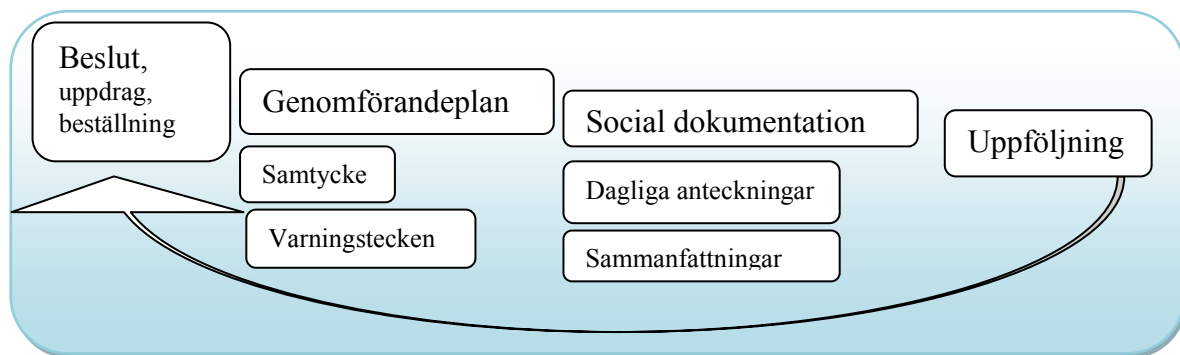 Beslut,
uppdrag,
beställning
Genomförandeplan
Samtycke
Varningstecken
Social dokumentation
Dagliga anteckningar
Sammanfattningar
Uppföljning